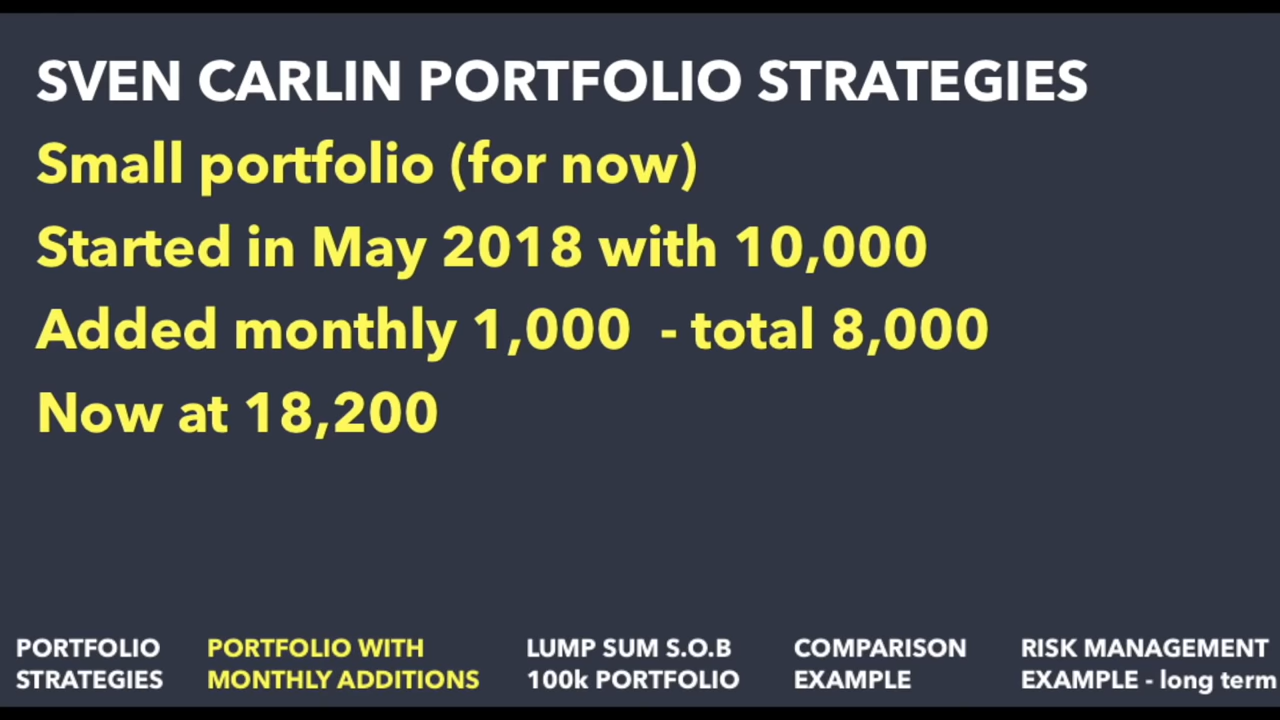 SVEN CARLIN PORTFOLIO STRATEGIES
Small portfolio (for now)
Started in May 2018 with 10,000
Added monthly 1,000 - total 8,000
Now at 18,200
PORTFOLIO
STRATEGIES
PORTFOLIO WITH
MONTHLY ADDITIONS
LUMP SUM S.O.B
100k PORTFOLIO
COMPARISON
EXAMPLE
RISK MANAGEMENT
EXAMPLE - long term